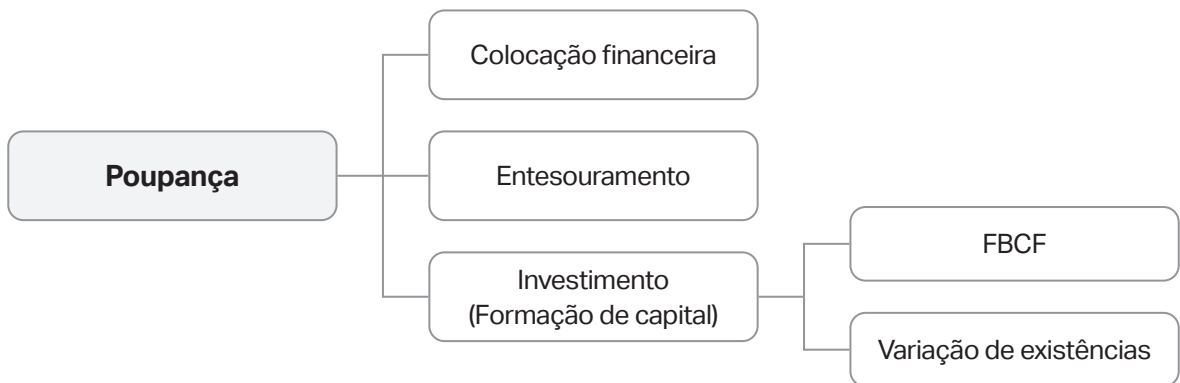 Colocação financeira
Poupança
Entesouramento
FBCF
Investimento
(Formação de capital)
Variação de existências